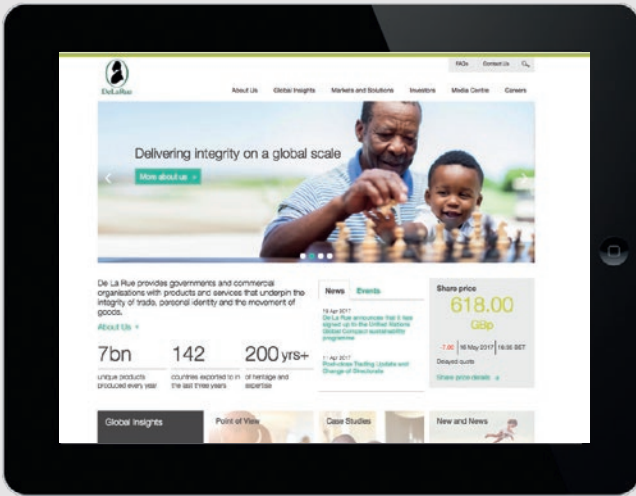 FAQs Contact Us
DeLaRue
About Us Global Insights Markets and Solutions Investors Media Centre Careers
Delivering integrity on a global scale
More about us
De La Rue provides governments and commercial
organisations with products and services that underpin the
integrity of trade, personal identity and the movement of
goods.
About Us
7bn
unique products
produced every year
142
countries exported to in
the last three years
200 yrs+
of heritage and
expertise
News Events
19 Apr 2017
De La Rue announces that it has
signed up to the United Nations
Global Compact sustainability
programme
11 Apr 2017
Post-close Trading Update and
Change of Directorate
Share price
618.00
GBp
-7.00 16 May 2017 16:35 BST
Delayed quote
Share price details
Global Insights
Point of View
Case Studies
New and News